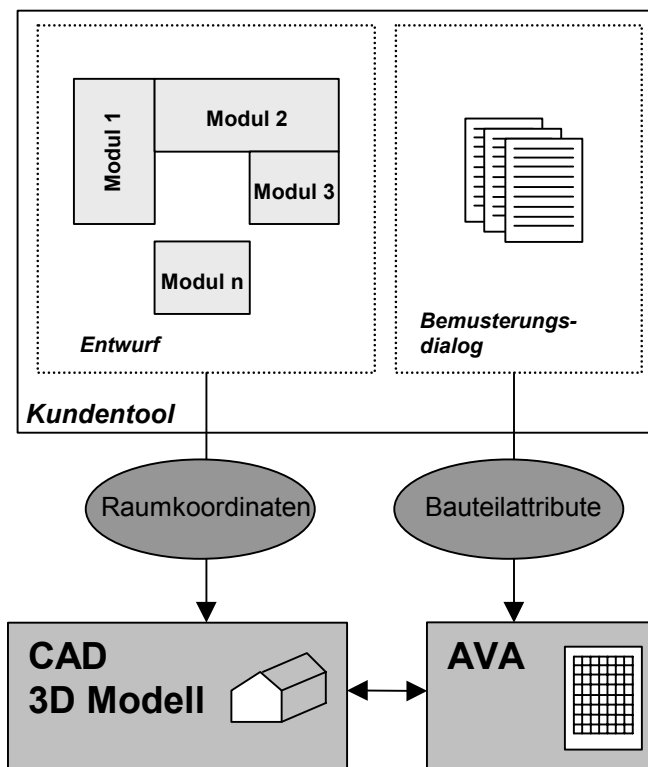 Modul 1
Modul 2
Modul 3
Modul n
Entwurf
Bemusterungs-
dialog
Kundentool
Raumkoordinaten
Bauteilattribute
CAD
3D Modell
AVA